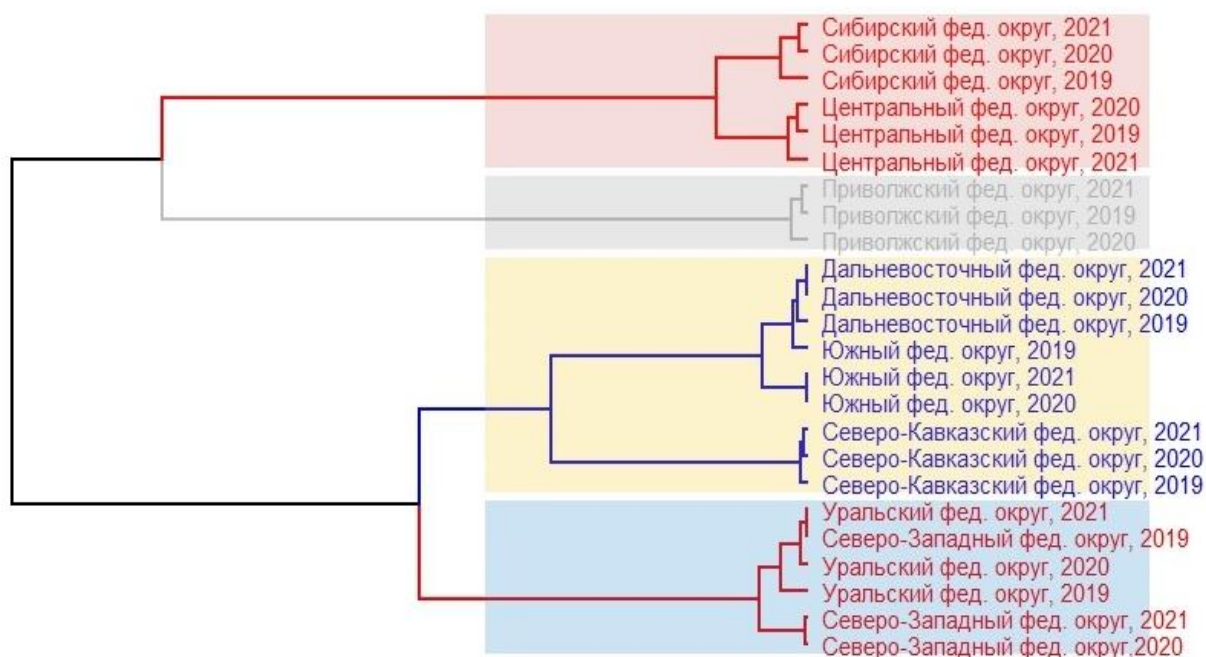 Сибирский фед. округ, 2021
Сибирский фед. округ, 2020
Сибирский фед. округ, 2019
Центральный фед. округ, 2020
Центральный фед. округ, 2019
Центральный фед. округ, 2021
Приволжский фед. округ, 2021
Приволжский фед. округ, 2019
Приволжский фед. округ, 2020
Дальневосточный фед. округ, 2021
Дальневосточный фед. округ, 2020
Дальневосточный фед. округ, 2019
Южный фед. округ, 2019
Южный фед. округ, 2021
Южный фед. округ, 2020
Северо-Кавказский фед. округ, 2021
Северо-Кавказский фед. округ, 2020
Северо-Кавказский фед. округ, 2019
Уральский фед. округ, 2021
Северо-Западный фед. округ, 2019
Уральский фед. округ, 2020
Уральский фед. округ, 2019
Северо-Западный фед. округ, 2021
Северо-Западный фед. округ,2020